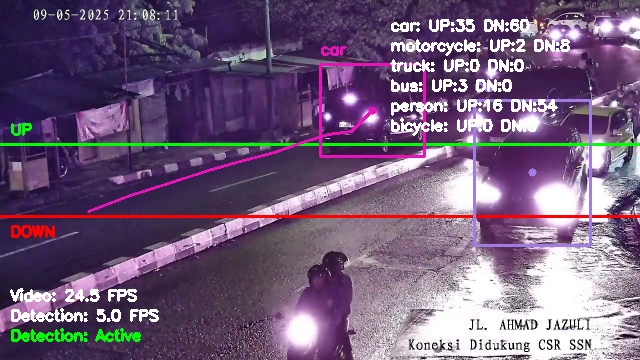 09-05-2025 21:08:11
car: UP:35 DN:60
car
motorcycle: UP:2 DN:8
truck: UP:0 DN:0
bus: UP:3 DN:0
person: UP:16 DN:54
bicycle: UP:0 DN:0
UP
DOWN
Video: 24.5 FPS
Detection: 5.0 FPS
Detection: Active
JL. AHMAD JAZULI
Koneksi Didukung CSR SSN